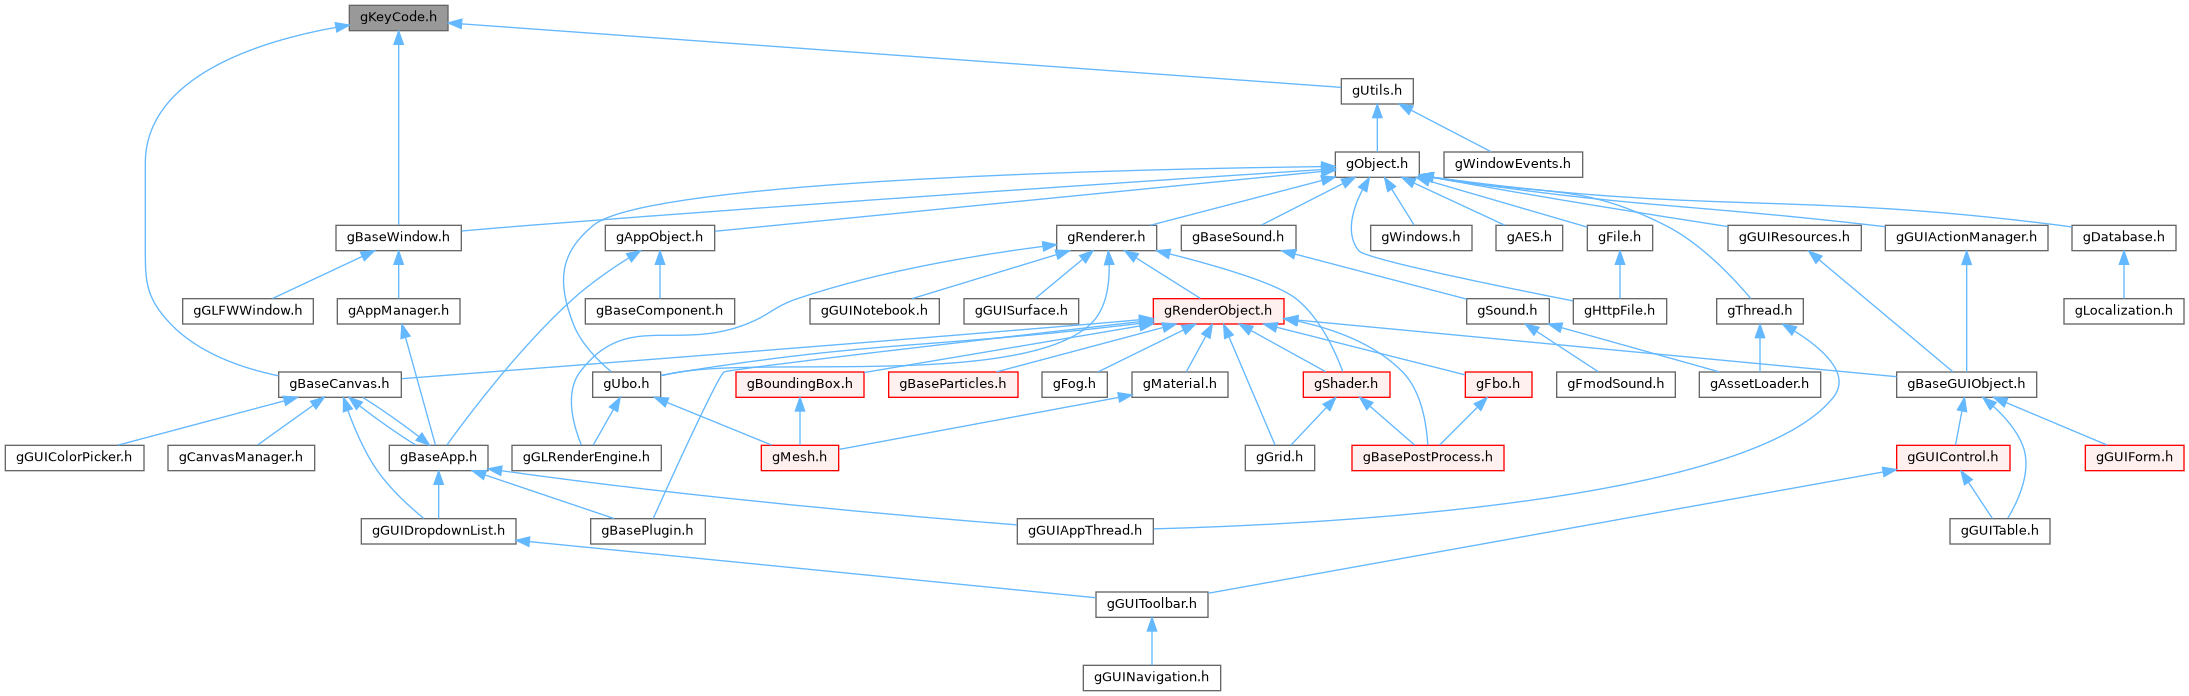 gKeyCode.h
gUtils.h
gObject.h
gWindowEvents.h
gBaseWindow.h
gAppObject.h
gRenderer.h
gBaseSound.h
gWindows.h
gAES.h
gFile.h
gGUIResources.h
gGUIActionManager.h
gDatabase.h
gGLFWWindow.h
gAppManager.h
gBaseComponent.h
gGUINotebook.h
gGUISurface.h
gRenderObject.h
gSound.h
gHttpFile.h
gThread.h
gLocalization.h
gBaseCanvas.h
gUbo.h
gBoundingBox.h
gBaseParticles.h
gFog.h
gMaterial.h
gShader.h
gFbo.h
gFmodSound.h
gAssetLoader.h
gBaseGUIObject.h
gGUIColorPicker.h
gCanvasManager.h
gBaseApp.h
gGLRenderEngine.h
gMesh.h
gGrid.h
gBasePostProcess.h
gGUIControl.h
gGUIForm.h
gGUIDropdownList.h
gBasePlugin.h
gGUIAppThread.h
gGUITable.h
gGUIToolbar.h
gGUINavigation.h